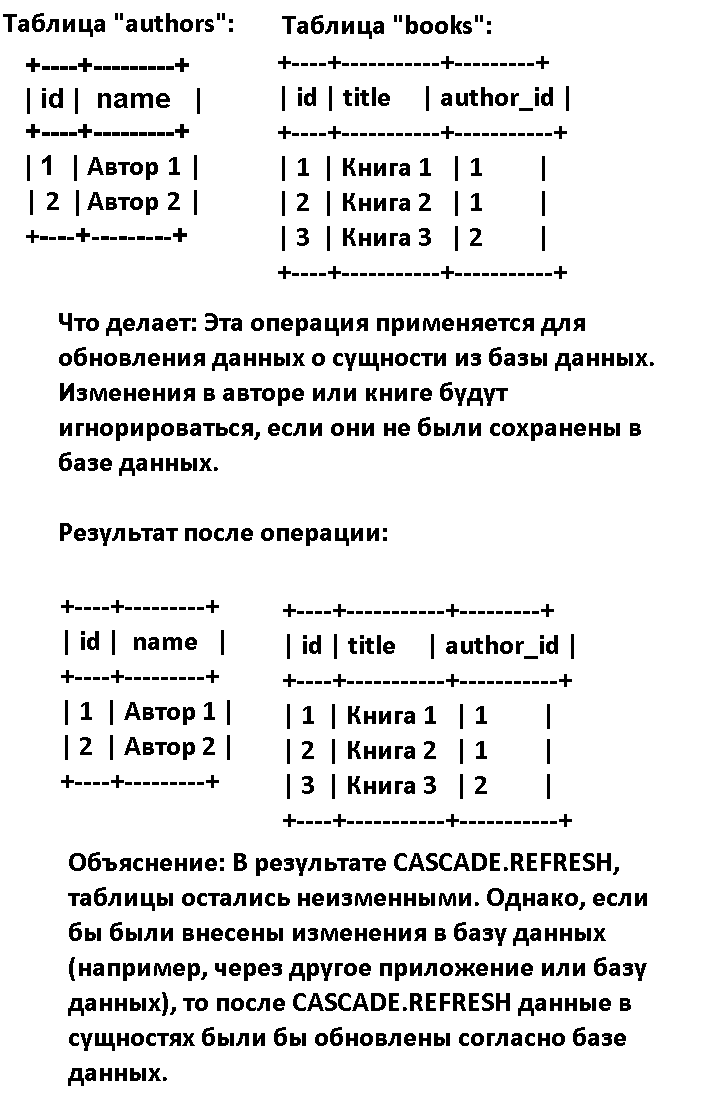 Таблица "authors":
+----+---------+
| id |  name   |
+----+---------+
| 1  | Автор 1 |
| 2  | Автор 2 |
+----+---------+
Таблица "books":
+----+-----------+---------+
| id | title     | author_id |
+----+-----------+-----------+
| 1  | Книга 1   | 1         |
| 2  | Книга 2   | 1         |
| 3  | Книга 3   | 2         |
+----+-----------+-----------+
Что делает: Эта операция применяется для
обновления данных о сущности из базы данных.
Изменения в авторе или книге будут
игнорироваться, если они не были сохранены в
базе данных.
Результат после операции:
+----+---------+
| id |  name   |
+----+---------+
| 1  | Автор 1 |
| 2  | Автор 2 |
+----+---------+
+----+-----------+---------+
| id | title     | author_id |
+----+-----------+-----------+
| 1  | Книга 1   | 1         |
| 2  | Книга 2   | 1         |
| 3  | Книга 3   | 2         |
+----+-----------+-----------+
Объяснение: В результате CASCADE.REFRESH,
таблицы остались неизменными. Однако, если
бы были внесены изменения в базу данных
(например, через другое приложение или базу
данных), то после CASCADE.REFRESH данные в
сущностях были бы обновлены согласно базе
данных.